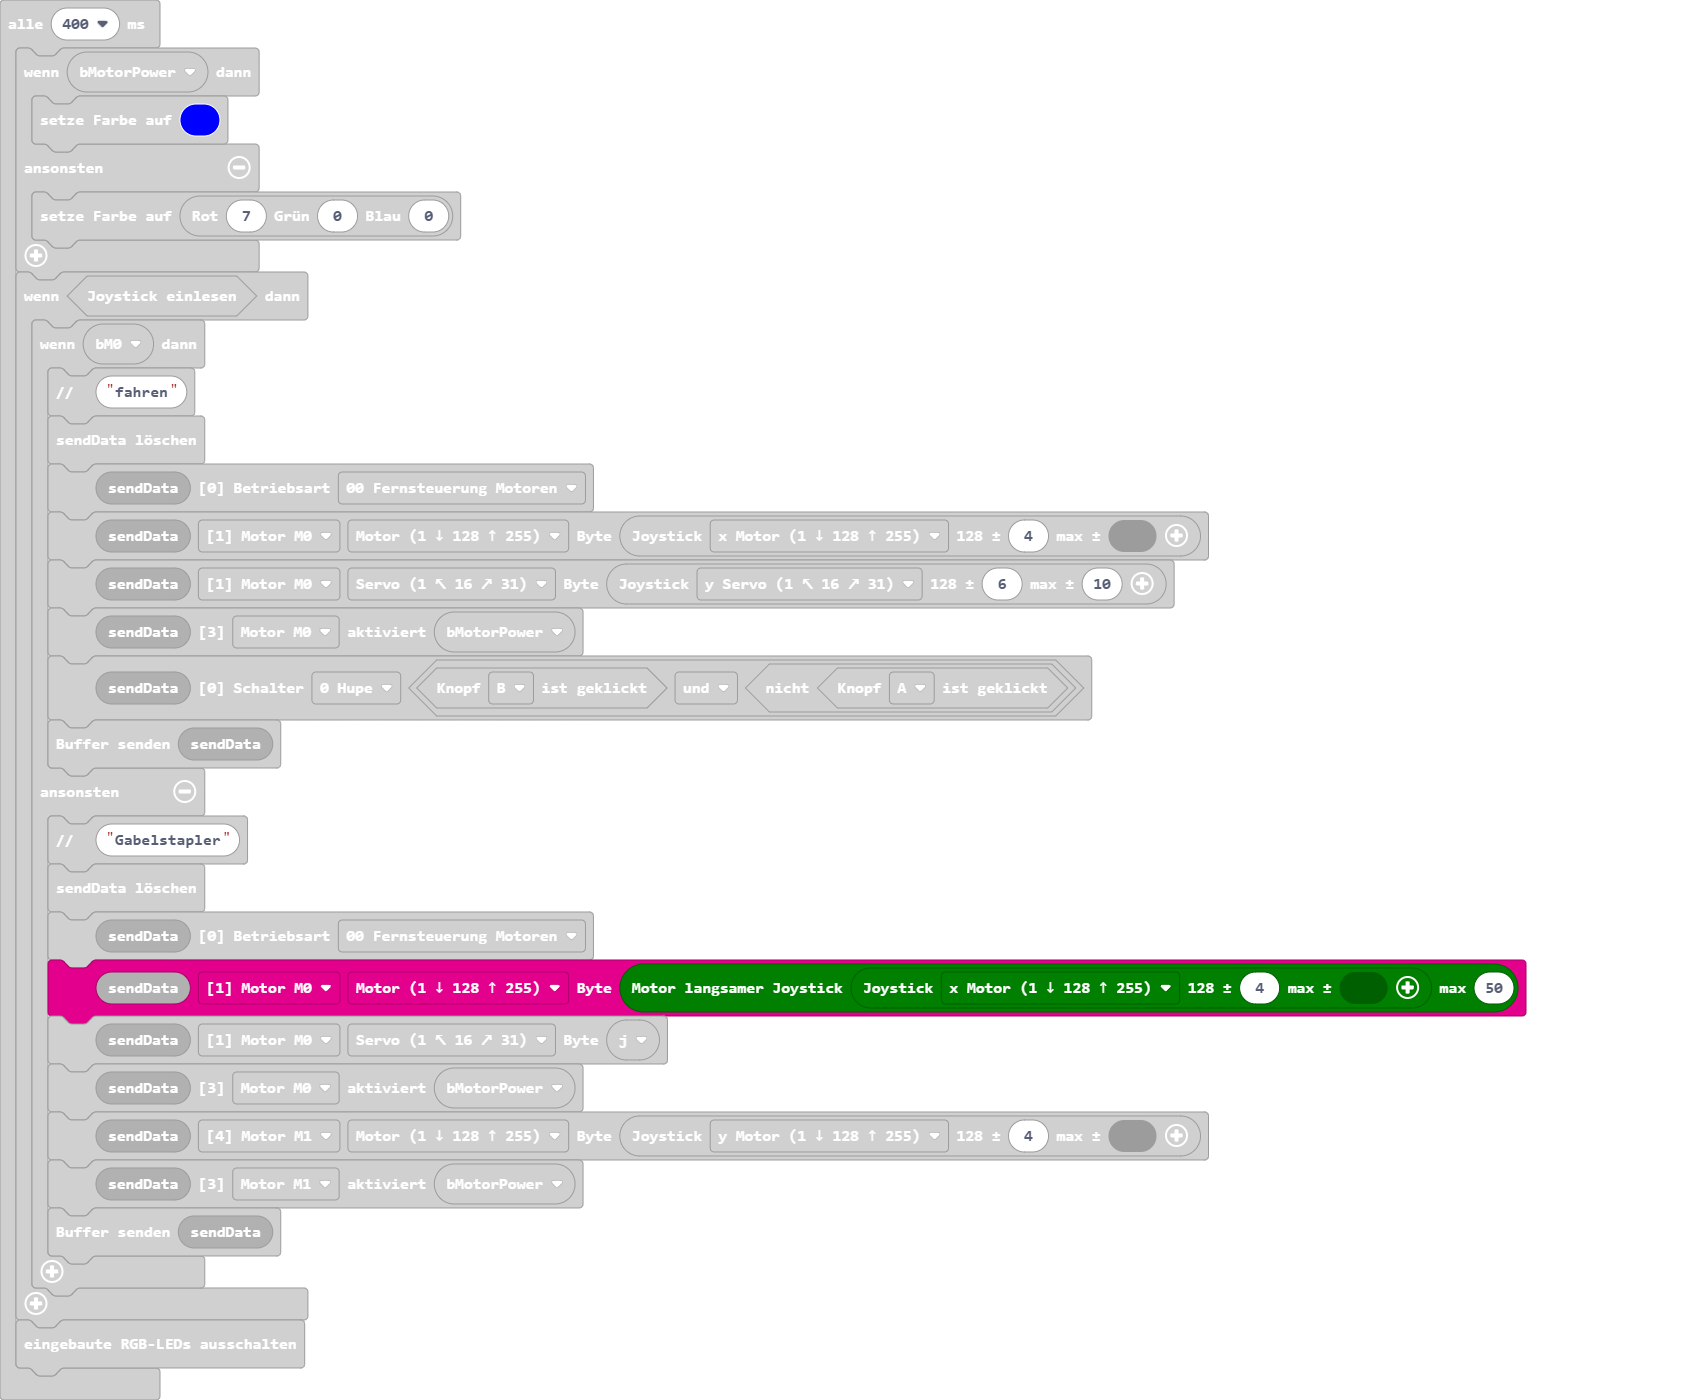 alle 400 ms
wenn bMotorPower dann
setze Farbe auf
ansonsten
setze Farbe auf Rot 7 Grün 0 Blau 0
wenn Joystick einlesen dann
wenn bM0 dann
// "fahren"
sendData löschen
sendData [0] Betriebsart 00 Fernsteuerung Motoren
sendData [1] Motor M0 Motor (1 ↓ 128 ↑ 255) Byte Joystick x Motor (1 ↓ 128 ↑ 255) 128 ± 4 max ±
sendData [1] Motor M0 Servo (1 ↖ 16 ↗ 31) Byte Joystick y Servo (1 ↖ 16 ↗ 31) 128 ± 6 max ± 10
sendData [3] Motor M0 aktiviert bMotorPower
sendData [0] Schalter 0 Hupe Knopf B ist geklickt und nicht Knopf A ist geklickt
Buffer senden sendData
ansonsten
// "Gabelstapler"
sendData löschen
sendData [0] Betriebsart 00 Fernsteuerung Motoren
sendData [1] Motor M0 Motor (1 ↓ 128 ↑ 255) Byte Motor langsamer Joystick Joystick x Motor (1 ↓ 128 ↑ 255) 128 ± 4 max ± max 50
sendData [1] Motor M0 Servo (1 ↖ 16 ↗ 31) Byte j
sendData [3] Motor M0 aktiviert bMotorPower
sendData [4] Motor M1 Motor (1 ↓ 128 ↑ 255) Byte Joystick y Motor (1 ↓ 128 ↑ 255) 128 ± 4 max ±
sendData [3] Motor M1 aktiviert bMotorPower
Buffer senden sendData
eingebaute RGB-LEDs ausschalten